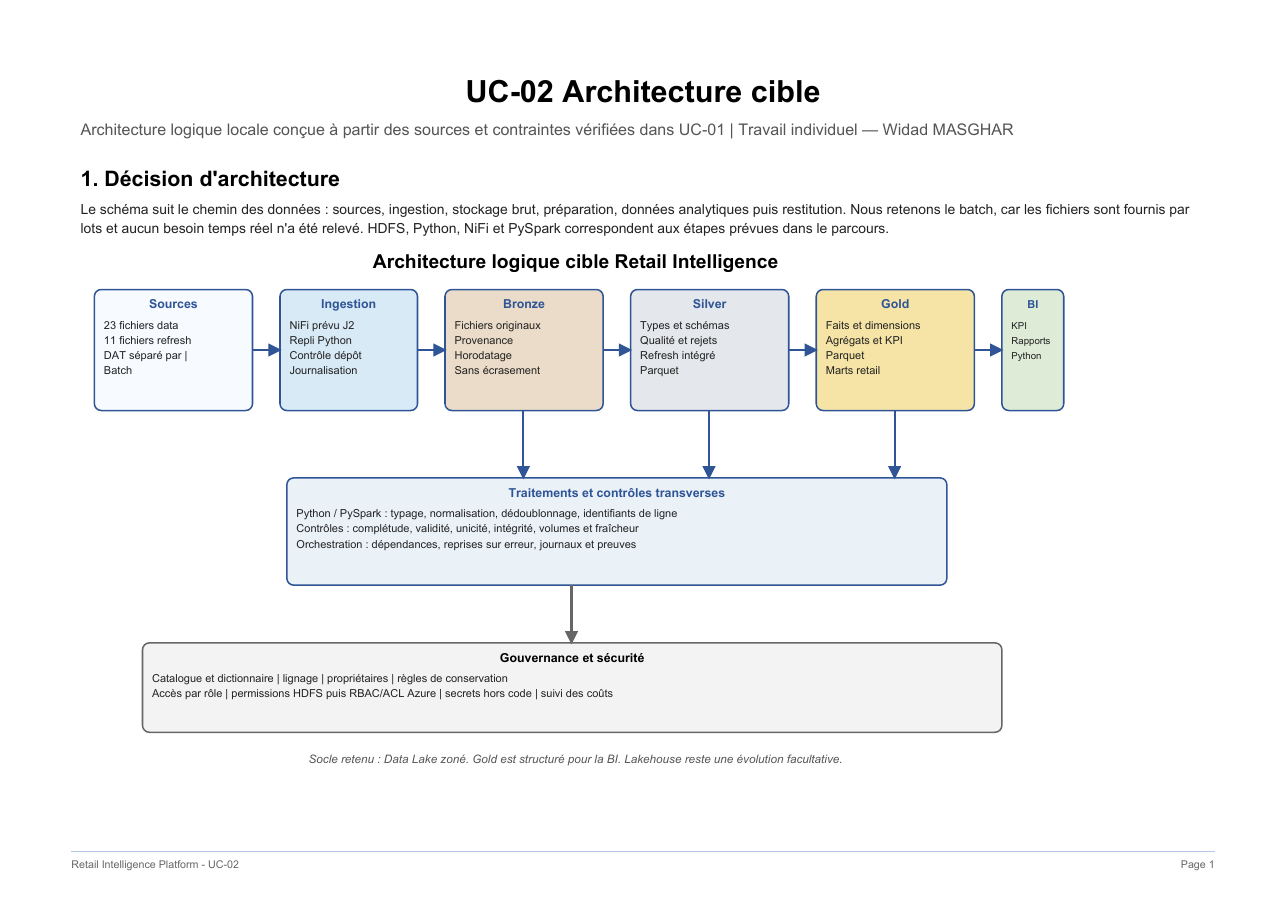 UC-02 Architecture cible
Architecture logique locale conçue à partir des sources et contraintes vérifiées dans UC-01 | Travail individuel — Widad MASGHAR
1. Décision d'architecture
Le schéma suit le chemin des données : sources, ingestion, stockage brut, préparation, données analytiques puis restitution. Nous retenons le batch, car les fichiers sont fournis par
lots et aucun besoin temps réel n'a été relevé. HDFS, Python, NiFi et PySpark correspondent aux étapes prévues dans le parcours.
Architecture logique cible Retail Intelligence
Sources
23 fichiers data
11 fichiers refresh
DAT séparé par |
Batch
Ingestion
NiFi prévu J2
Repli Python
Contrôle dépôt
Journalisation
Bronze
Fichiers originaux
Provenance
Horodatage
Sans écrasement
Silver
Types et schémas
Qualité et rejets
Refresh intégré
Parquet
Gold
Faits et dimensions
Agrégats et KPI
Parquet
Marts retail
BI
KPI
Rapports
Python
Traitements et contrôles transverses
Python / PySpark : typage, normalisation, dédoublonnage, identifiants de ligne
Contrôles : complétude, validité, unicité, intégrité, volumes et fraîcheur
Orchestration : dépendances, reprises sur erreur, journaux et preuves
Gouvernance et sécurité
Catalogue et dictionnaire | lignage | propriétaires | règles de conservation
Accès par rôle | permissions HDFS puis RBAC/ACL Azure | secrets hors code | suivi des coûts
Socle retenu : Data Lake zoné. Gold est structuré pour la BI. Lakehouse reste une évolution facultative.
Retail Intelligence Platform - UC-02
Page 1